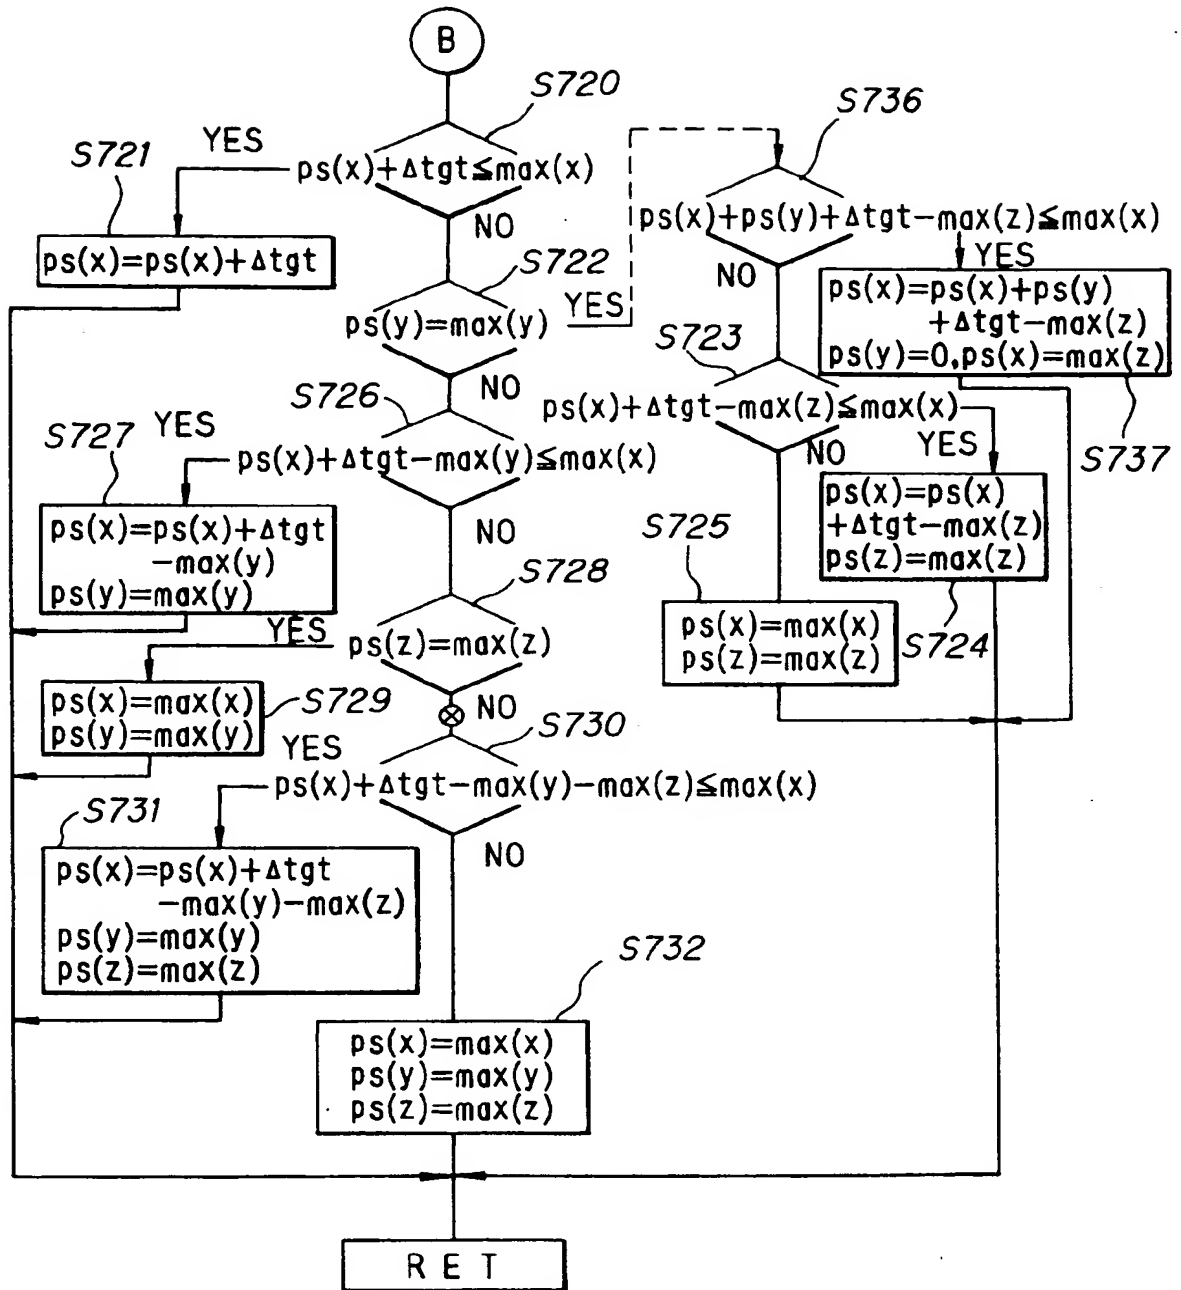 B
S720
YES
ps(x)+Δtgt≦max(x)
NO
S721
ps(x)=ps(x)+Δtgt
S722
ps(y)=max(y)
YES
NO
S726
YES
ps(x)+Δtgt-max(y)≦max(x)
NO
S727
ps(x)=ps(x)+Δtgt
-max(y)
ps(y)=max(y)
S728
YES
ps(z)=max(z)
NO
ps(x)=max(x)
ps(y)=max(y)
S729
S730
YES
ps(x)+Δtgt-max(y)-max(z)≦max(x)
NO
S731
ps(x)=ps(x)+Δtgt
-max(y)-max(z)
ps(y)=max(y)
ps(z)=max(z)
S732
ps(x)=max(x)
ps(y)=max(y)
ps(z)=max(z)
S736
ps(x)+ps(y)+Δtgt-max(z)≦max(x)
YES
NO
ps(x)=ps(x)+ps(y)
+Δtgt-max(z)
ps(y)=0,ps(x)=max(z)
S737
S723
ps(x)+Δtgt-max(z)≦max(x)
YES
NO
ps(x)=ps(x)
+Δtgt-max(z)
ps(z)=max(z)
S724
S725
ps(x)=max(x)
ps(z)=max(z)
RET